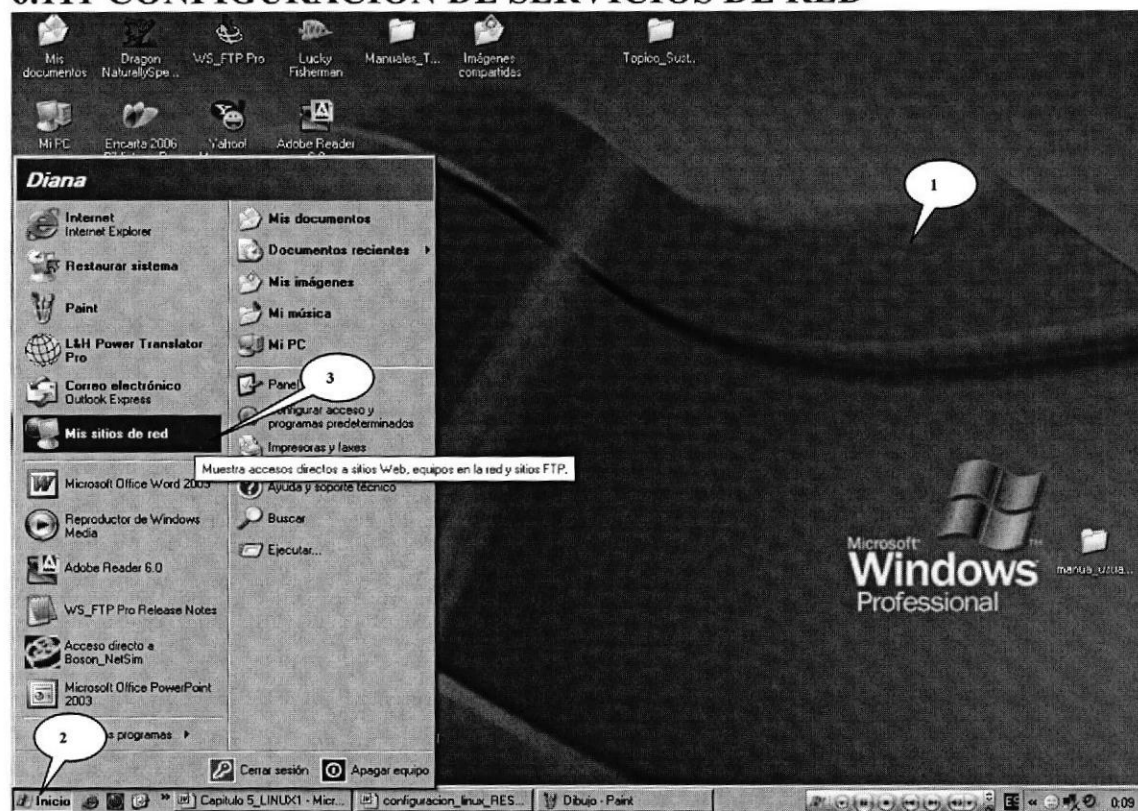 CONFIGURACIÓN DE SERVICIOS DE RED
Mis documentos
Dragon NaturallySpe...
WS_FTP Pro
Lucky Fisherman
Manuales_T...
Imágenes compartidas
Topico_Sust..
Mi PC
Encarta 2006
Yahoo!
Adobe Reader
Diana
Internet
Internet Explorer
Restaurar sistema
Paint
L&H Power Translator Pro
Correo electrónico
Outlook Express
Mis sitios de red
Microsoft Office Word 2003
Reproductor de Windows Media
Adobe Reader 6.0
WS_FTP Pro Release Notes
Acceso directo a Boson_NetSim
Microsoft Office PowerPoint 2003
programas
Mis documentos
Documentos recientes
Mis imágenes
Mi música
Mi PC
Panel
Configurar acceso y programas predeterminados
Impresoras y faxes
Muestra accesos directos a sitios Web, equipos en la red y sitios FTP.
Ayuda y soporte técnico
Buscar
Ejecutar...
Cerrar sesión
Apagar equipo
1
3
2
Microsoft
Windows
Professional
manua_usua...
Inicio
Capitulo 5_LINUX1 - Micr...
configuracion_linux_RES...
Dibujo - Paint
ES
0:09